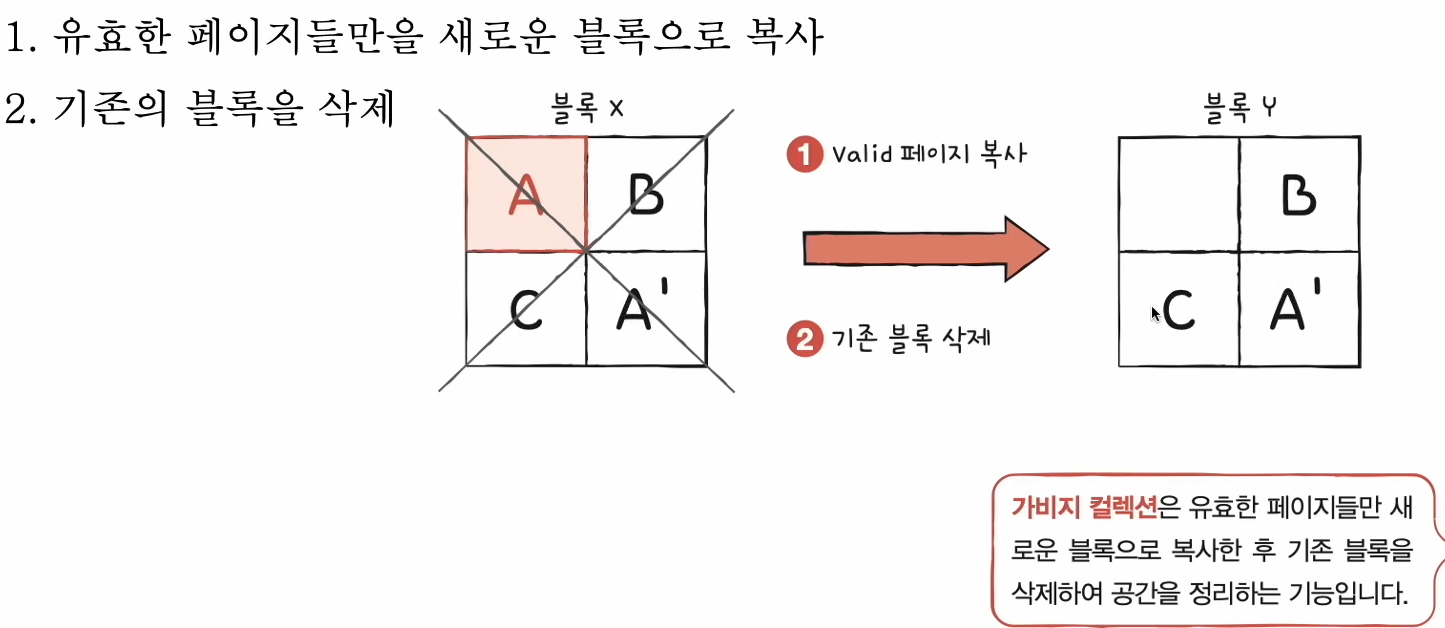 1. 유효한 페이지들만을 새로운 블록으로 복사
2. 기존의 블록을 삭제
블록 X
A
B
C
A'
1 Valid 페이지 복사
2 기존 블록 삭제
블록 Y
B
C
A'
가비지 컬렉션은 유효한 페이지들만 새
로운 블록으로 복사한 후 기존 블록을
삭제하여 공간을 정리하는 기능입니다.